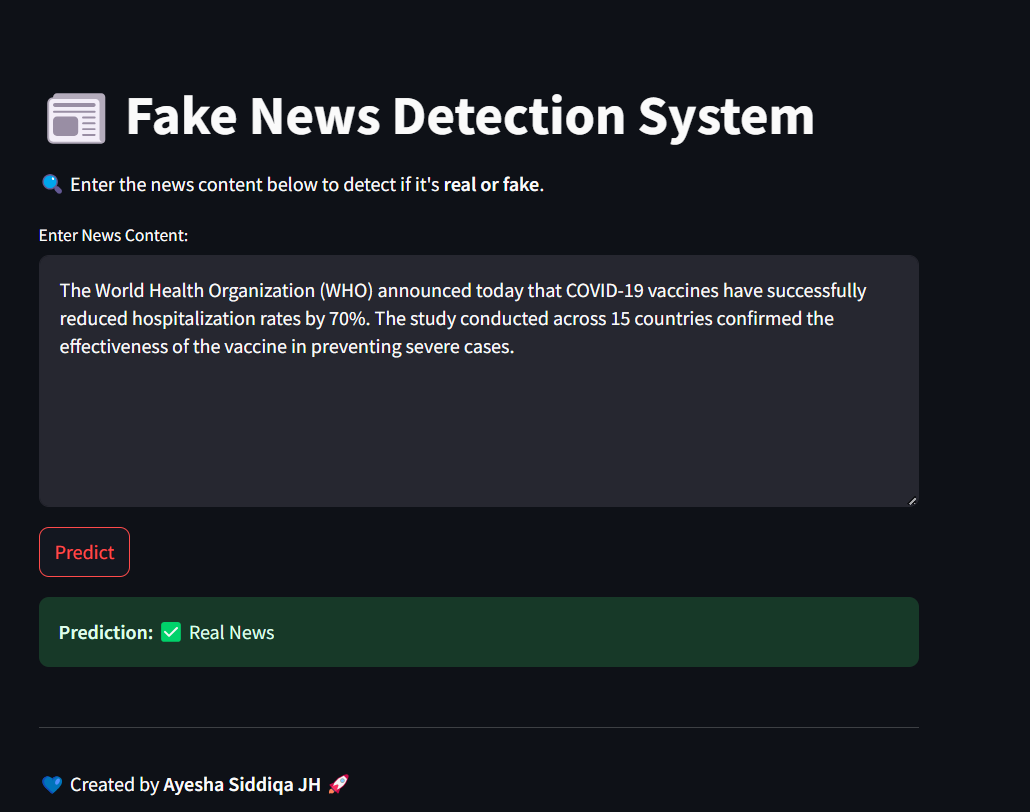 Fake News Detection System
Enter the news content below to detect if it's real or fake.
Enter News Content:
The World Health Organization (WHO) announced today that COVID-19 vaccines have successfully
reduced hospitalization rates by 70%. The study conducted across 15 countries confirmed the
effectiveness of the vaccine in preventing severe cases.
Predict
Prediction: ✅ Real News
💙 Created by Ayesha Siddiqa JH 🚀